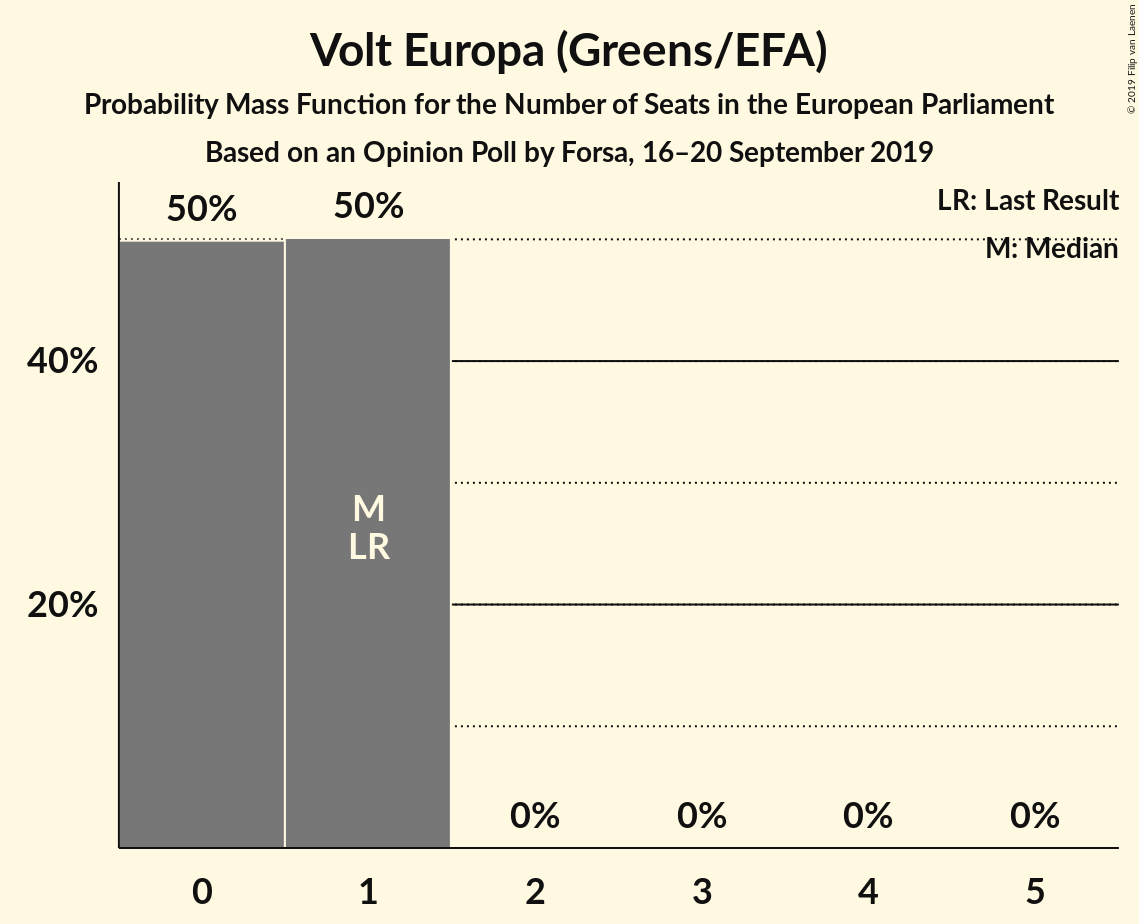 Volt Europa (Greens/EFA)
Probability Mass Function for the Number of Seats in the European Parliament
Based on an Opinion Poll by Forsa, 16–20 September 2019
© 2019 Filip van Laenen
LR: Last Result
M: Median
50%
50%
40%
20%
M
LR
0%
0%
0%
0%
0
1
2
3
4
5